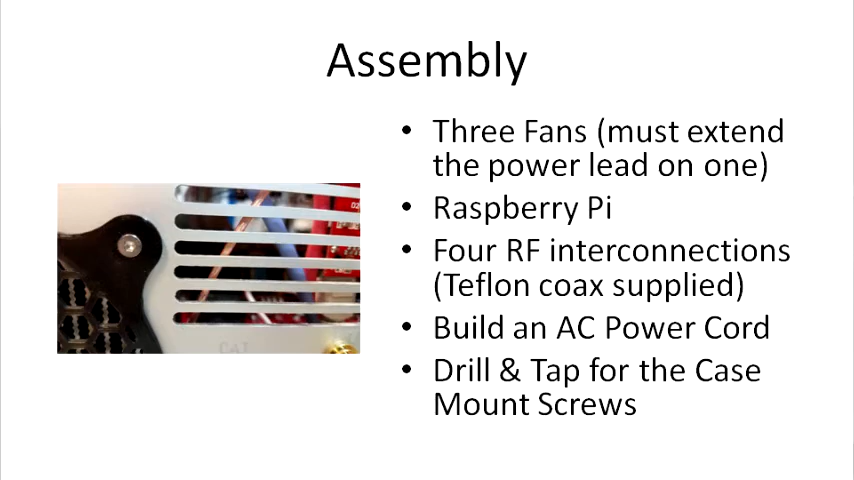 Assembly
• Three Fans (must extend
the power lead on one)
• Raspberry Pi
• Four RF interconnections
(Teflon coax supplied)
• Build an AC Power Cord
• Drill & Tap for the Case
Mount Screws
CAT